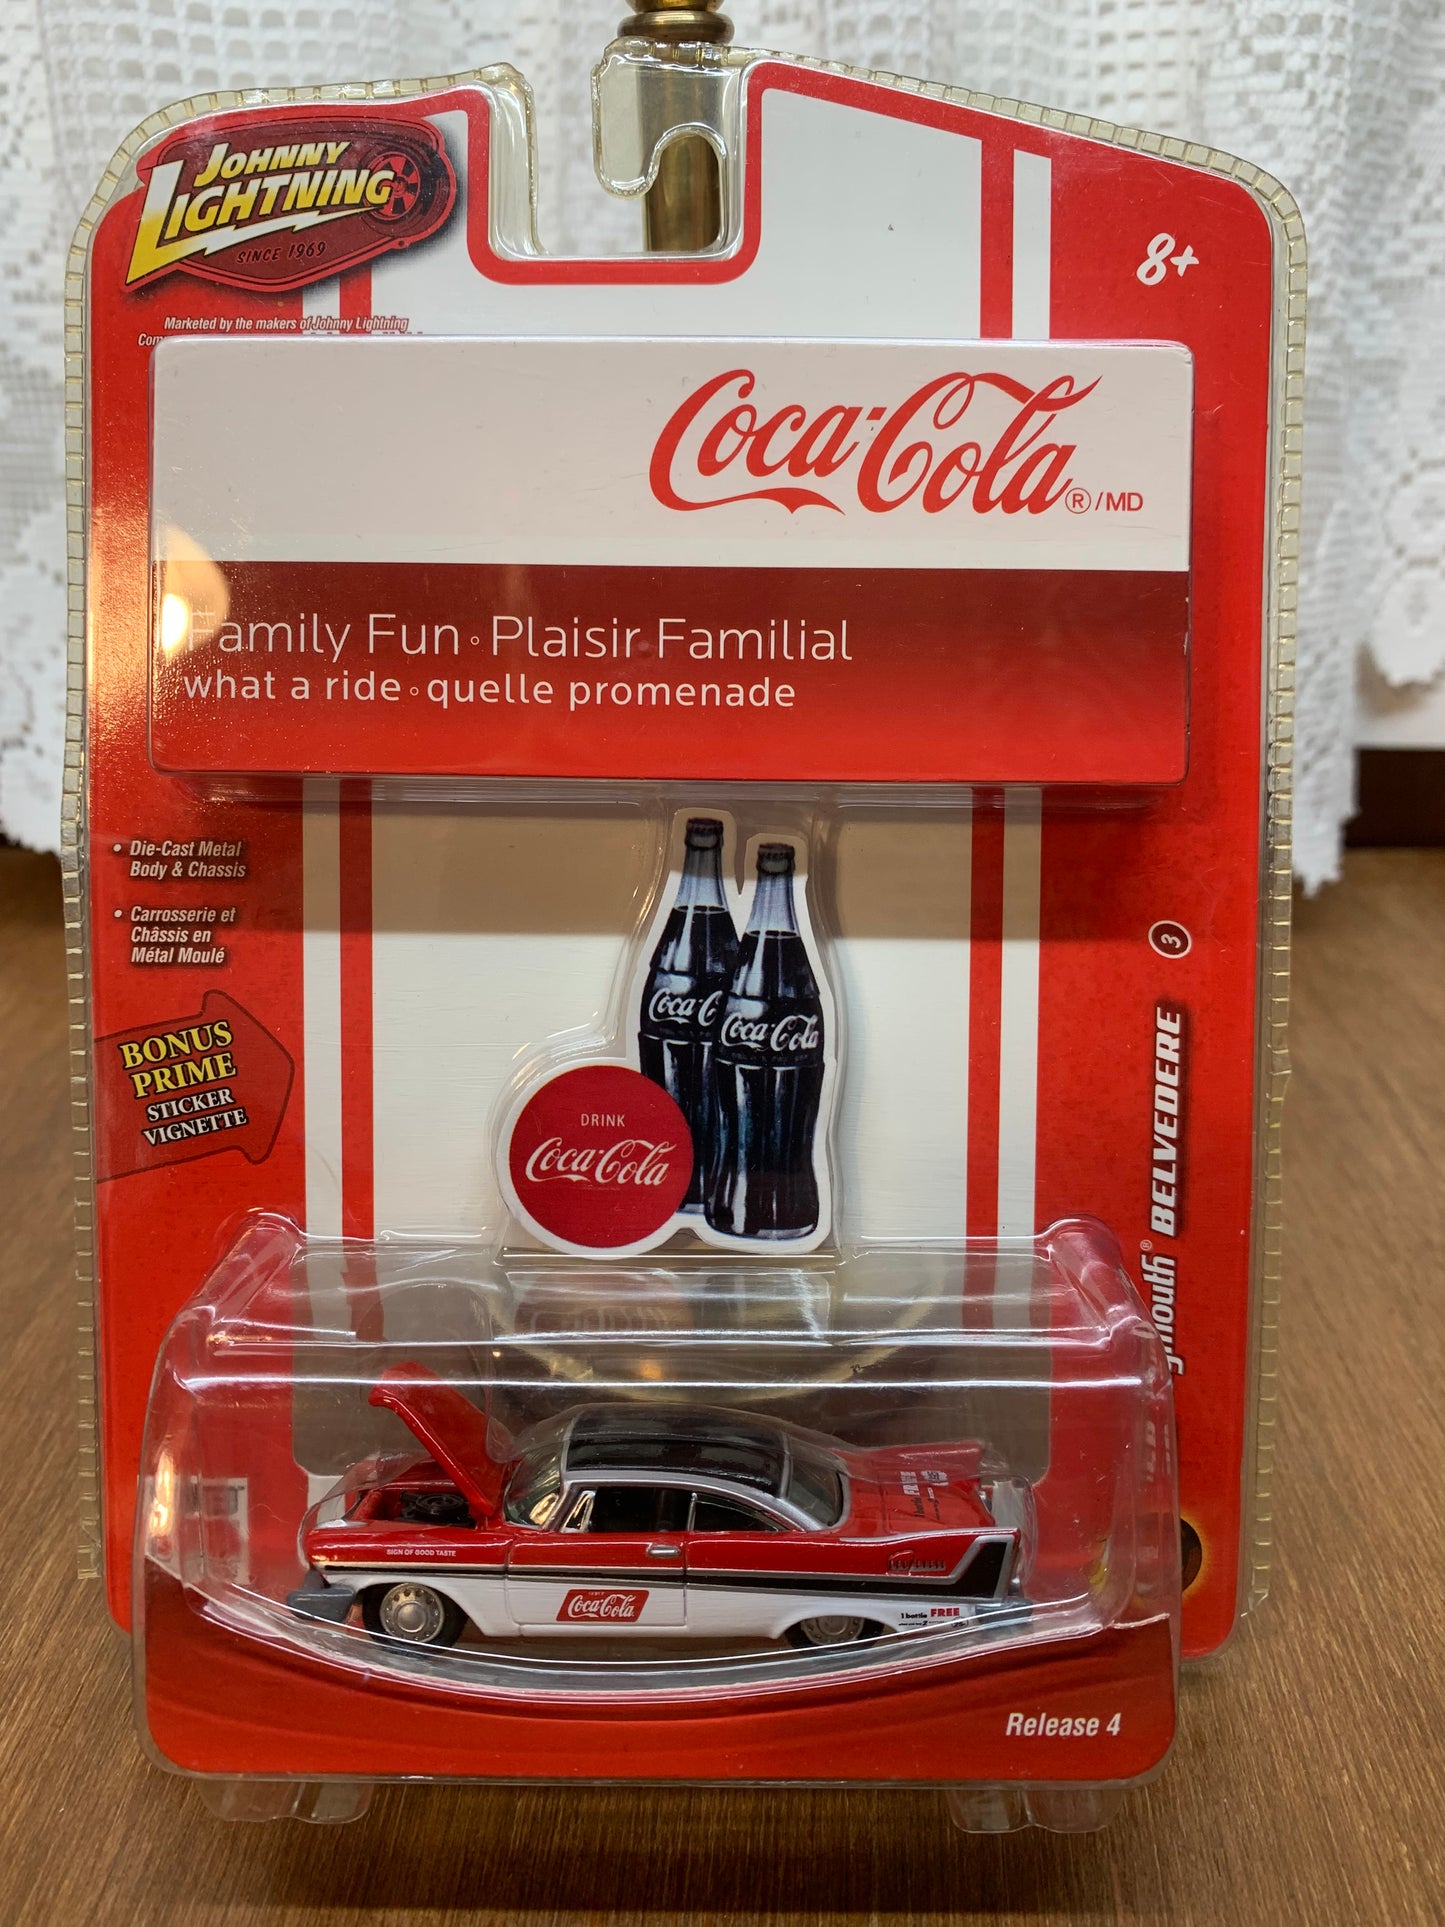 JOHNNY
LIGHTNING
SINCE 1969
8+
Marketed by the makers of Johnny Lightning
Coca-Cola ®/MD
Family Fun ◦ Plaisir Familial
what a ride ◦ quelle promenade
• Die-Cast Metal
Body & Chassis
• Carrosserie et
Châssis en
Métal Moulé
BONUS
PRIME
STICKER
VIGNETTE
Coca-C
Coca-Cola
DRINK
Coca-Cola
ymouth® BELVEDERE 3
SIGN OF GOOD TASTE
Coca-Cola
FREE
1 bottle FREE
Release 4